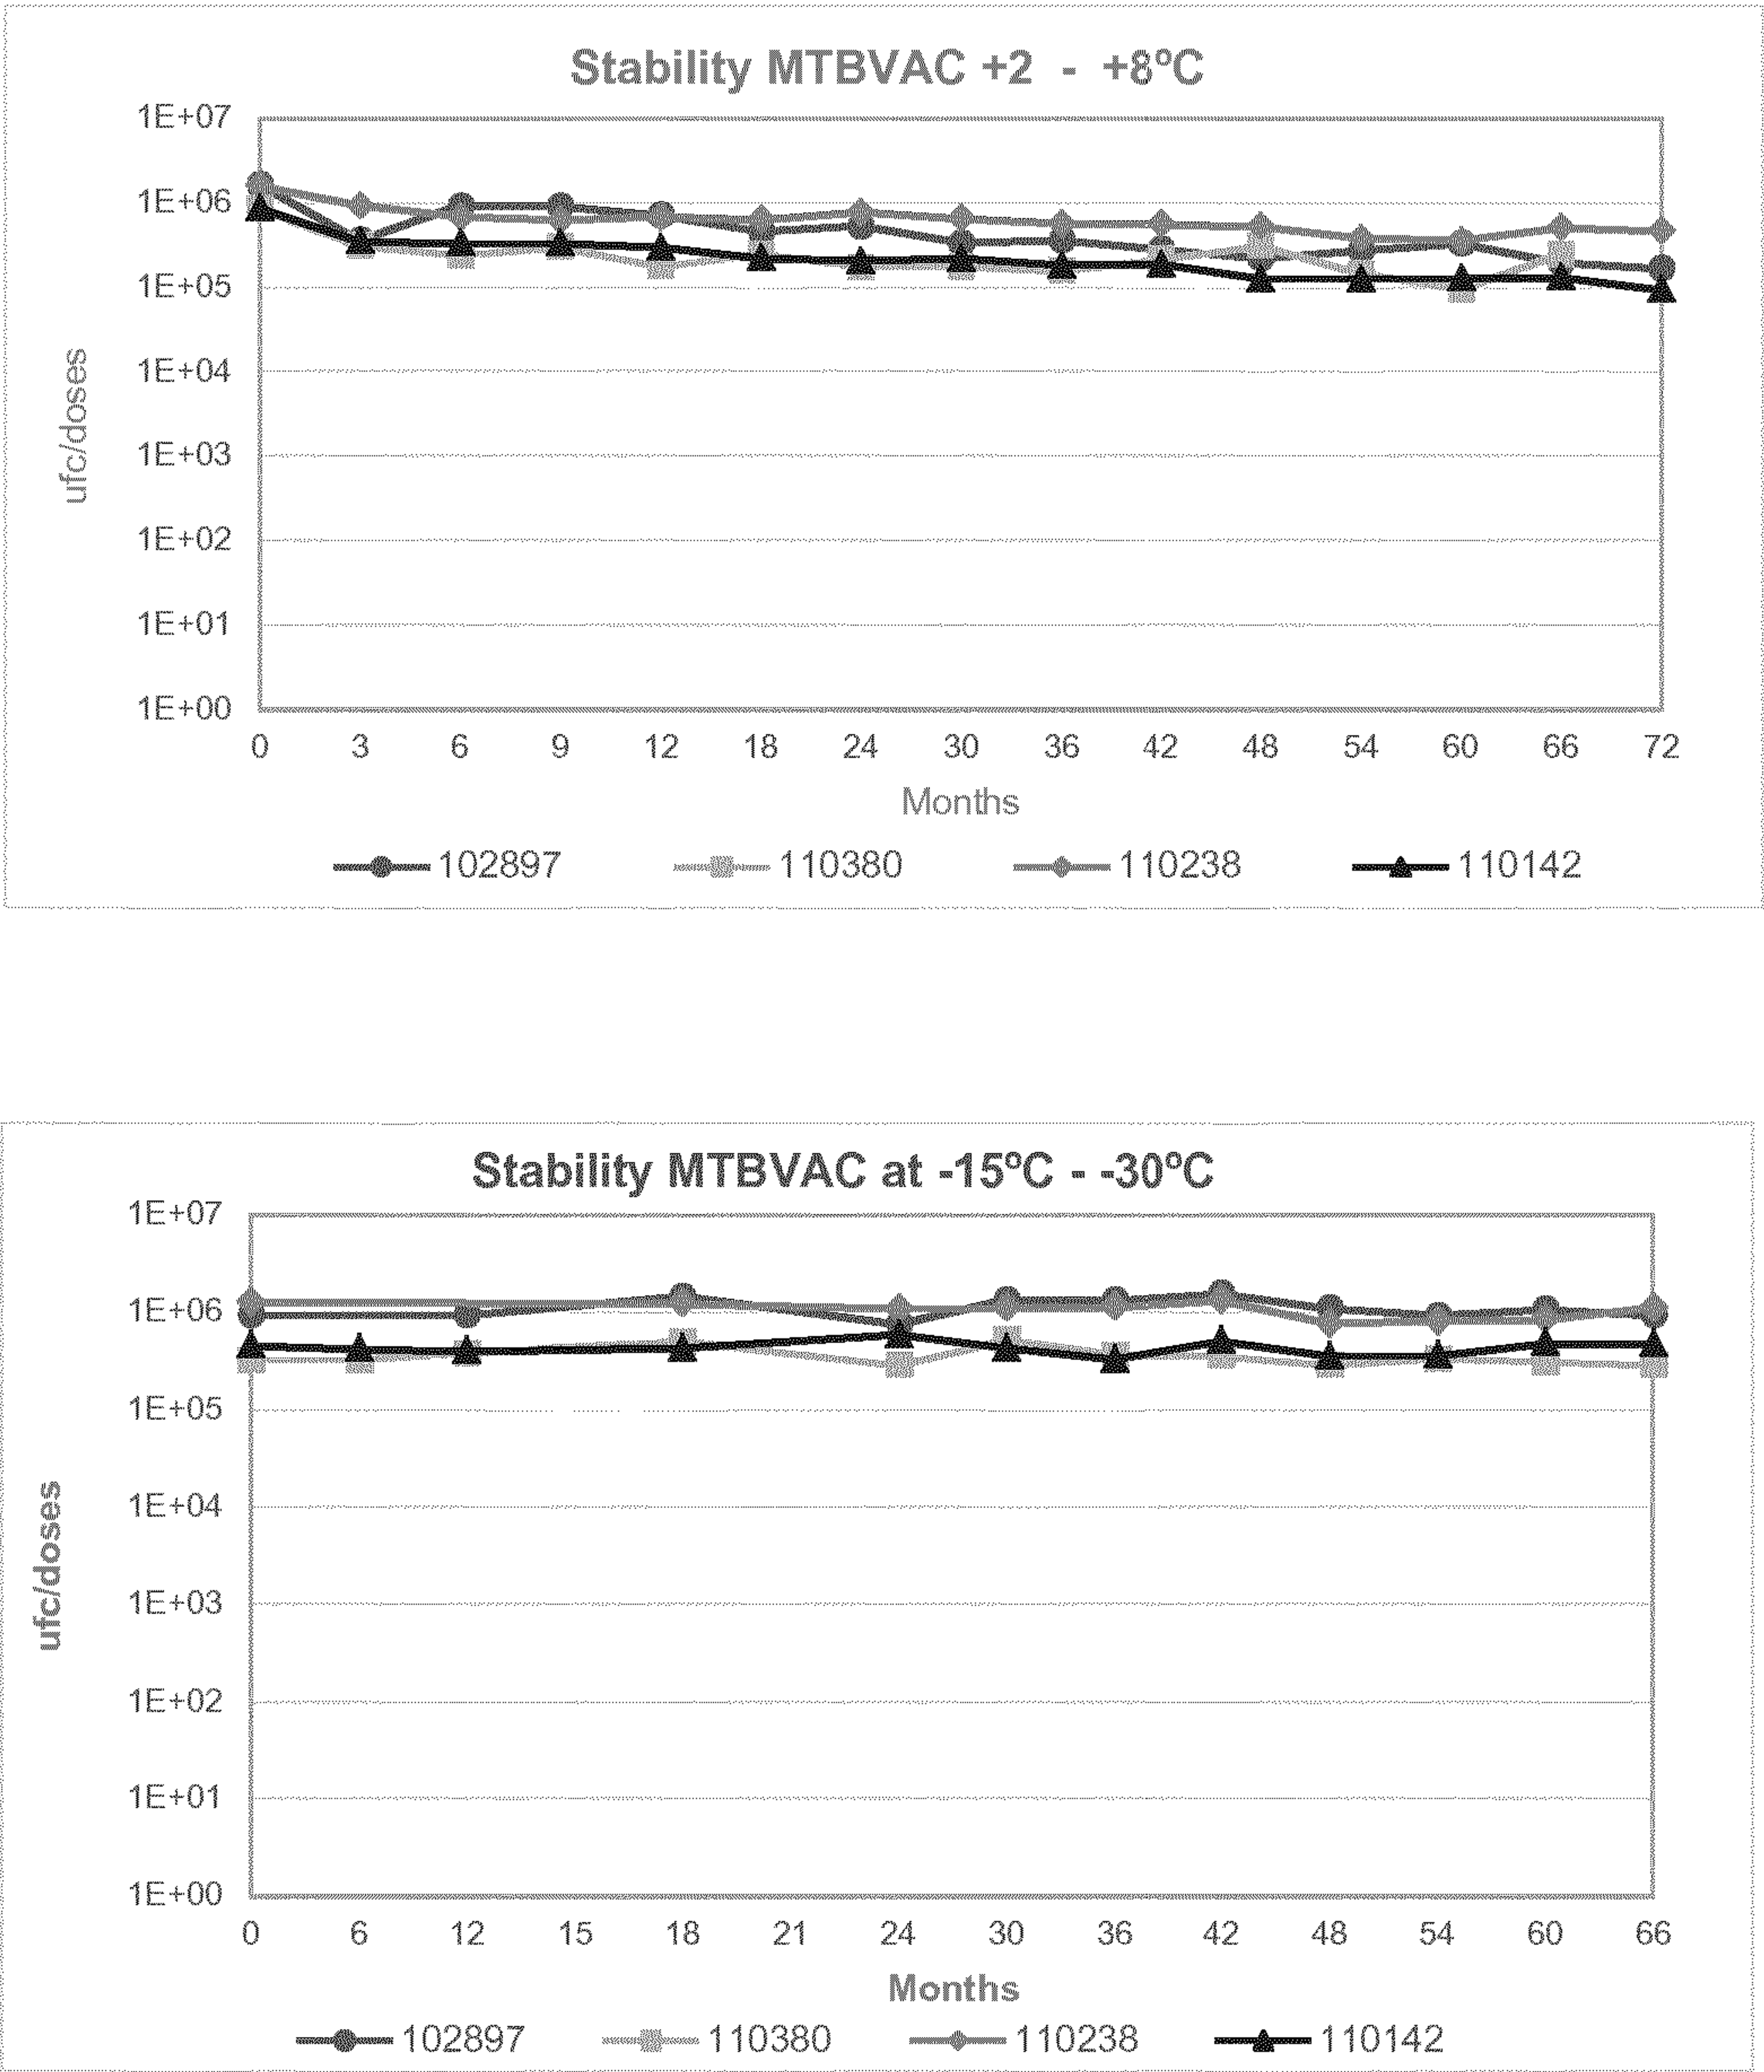 Stability MTBVAC +2 - +8ºC
1E+07
1E+06
1E+05
1E+04
1E+03
1E+02
1E+01
1E+00
ufc/doses
0 3 6 9 12 18 24 30 36 42 48 54 60 66 72
Months
102897 110380 110238 110142
Stability MTBVAC at -15ºC - -30ºC
1E+07
1E+06
1E+05
1E+04
1E+03
1E+02
1E+01
1E+00
ufc/doses
0 6 12 15 18 21 24 30 36 42 48 54 60 66
Months
102897 110380 110238 110142